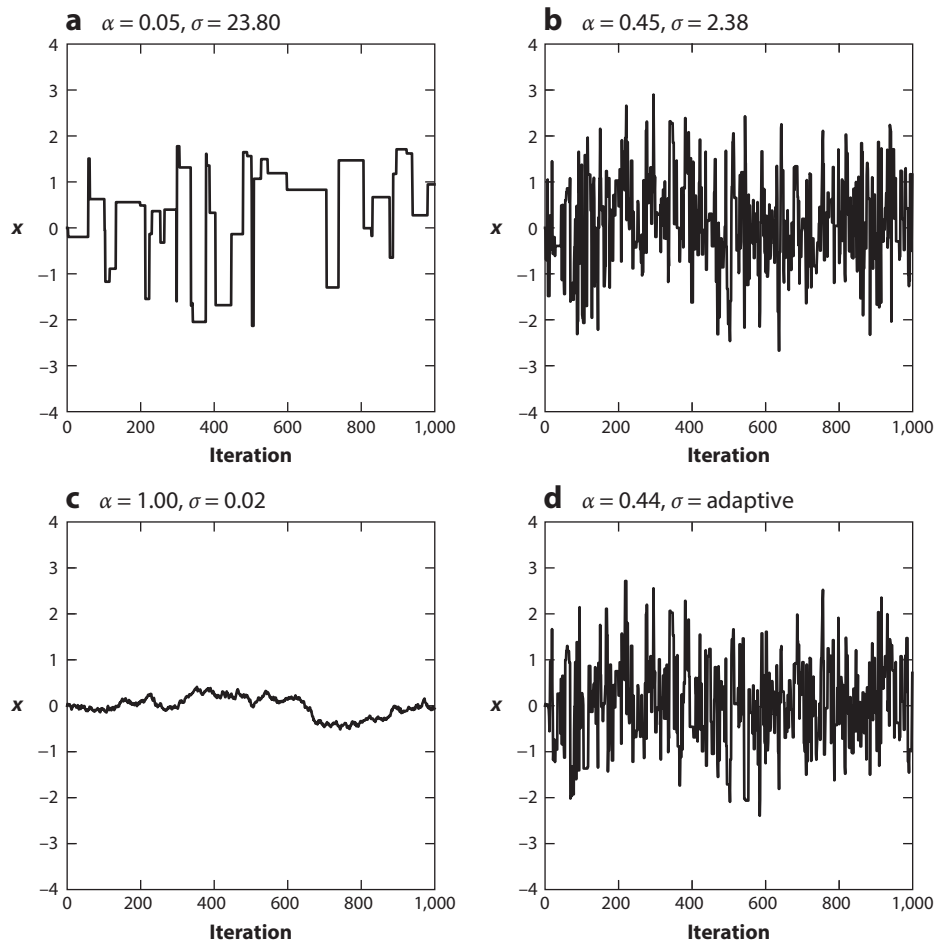 a α = 0.05, σ = 23.80
4
3
2
1
0
–1
–2
–3
–4
x
0 200 400 600 800 1,000
Iteration
b α = 0.45, σ = 2.38
4
3
2
1
0
–1
–2
–3
–4
x
0 200 400 600 800 1,000
Iteration
c α = 1.00, σ = 0.02
4
3
2
1
0
–1
–2
–3
–4
x
0 200 400 600 800 1,000
Iteration
d α = 0.44, σ = adaptive
4
3
2
1
0
–1
–2
–3
–4
x
0 200 400 600 800 1,000
Iteration